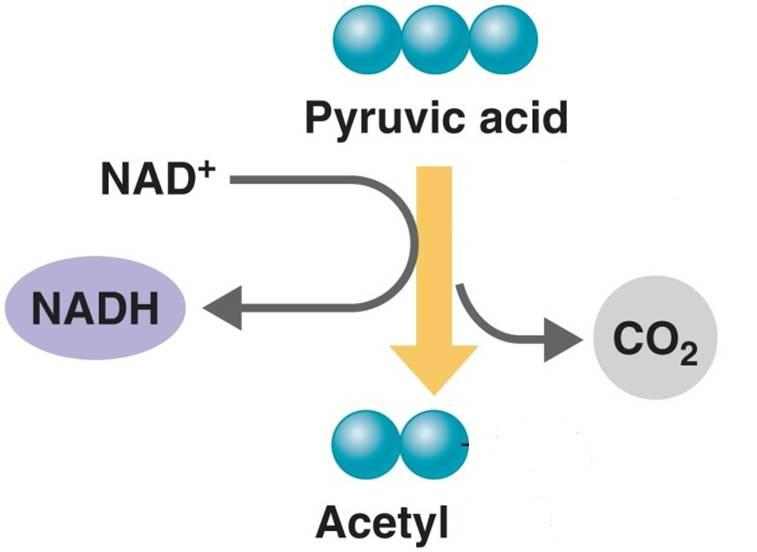 Pyruvic acid
NAD⁺
NADH
CO₂
Acetyl